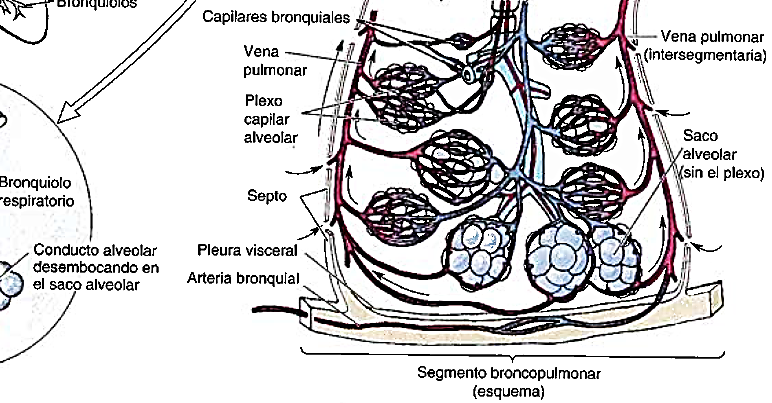 Bronquiolos
Capilares bronquiales
Vena
pulmonar
Plexo
capilar
alveolar
Septo
Pleura visceral
Arteria bronquial
Vena pulmonar
(intersegmentaria)
Saco
alveolar
(sin el plexo)
Bronquiolo
respiratorio
Conducto alveolar
desembocando en
el saco alveolar
Segmento broncopulmonar
(esquema)